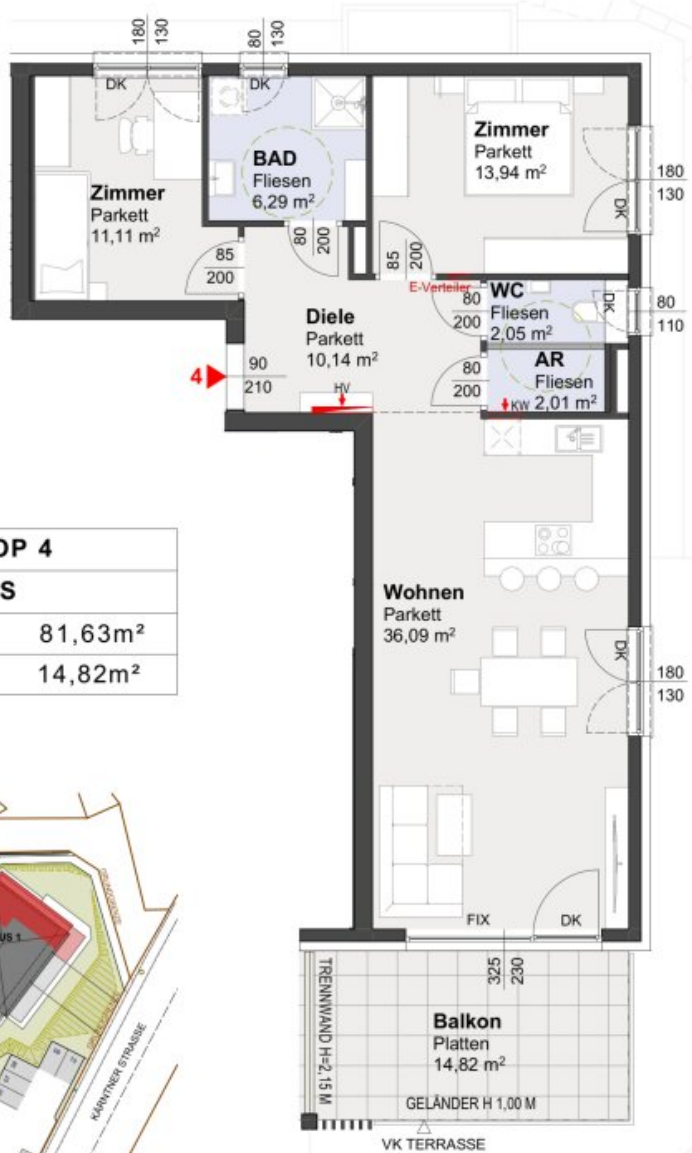 180
130
80
130
DK
DK
Zimmer
Parkett
11,11 m²
BAD
Fliesen
6,29 m²
Zimmer
Parkett
13,94 m²
180
130
DK
85
200
80
200
85
200
E-Verteiler
Diele
Parkett
10,14 m²
80
200
WC
Fliesen
2,05 m²
DK
80
110
4
90
210
HV
80
200
AR
Fliesen
2,01 m²
KW
OP 4
S
81,63m²
14,82m²
Wohnen
Parkett
36,09 m²
DK
180
130
FIX
DK
325
230
TRENNWAND H=2,15 M
Balkon
Platten
14,82 m²
GELÄNDER H 1,00 M
VK TERRASSE
US 1
KÄRNTNER STRASSE